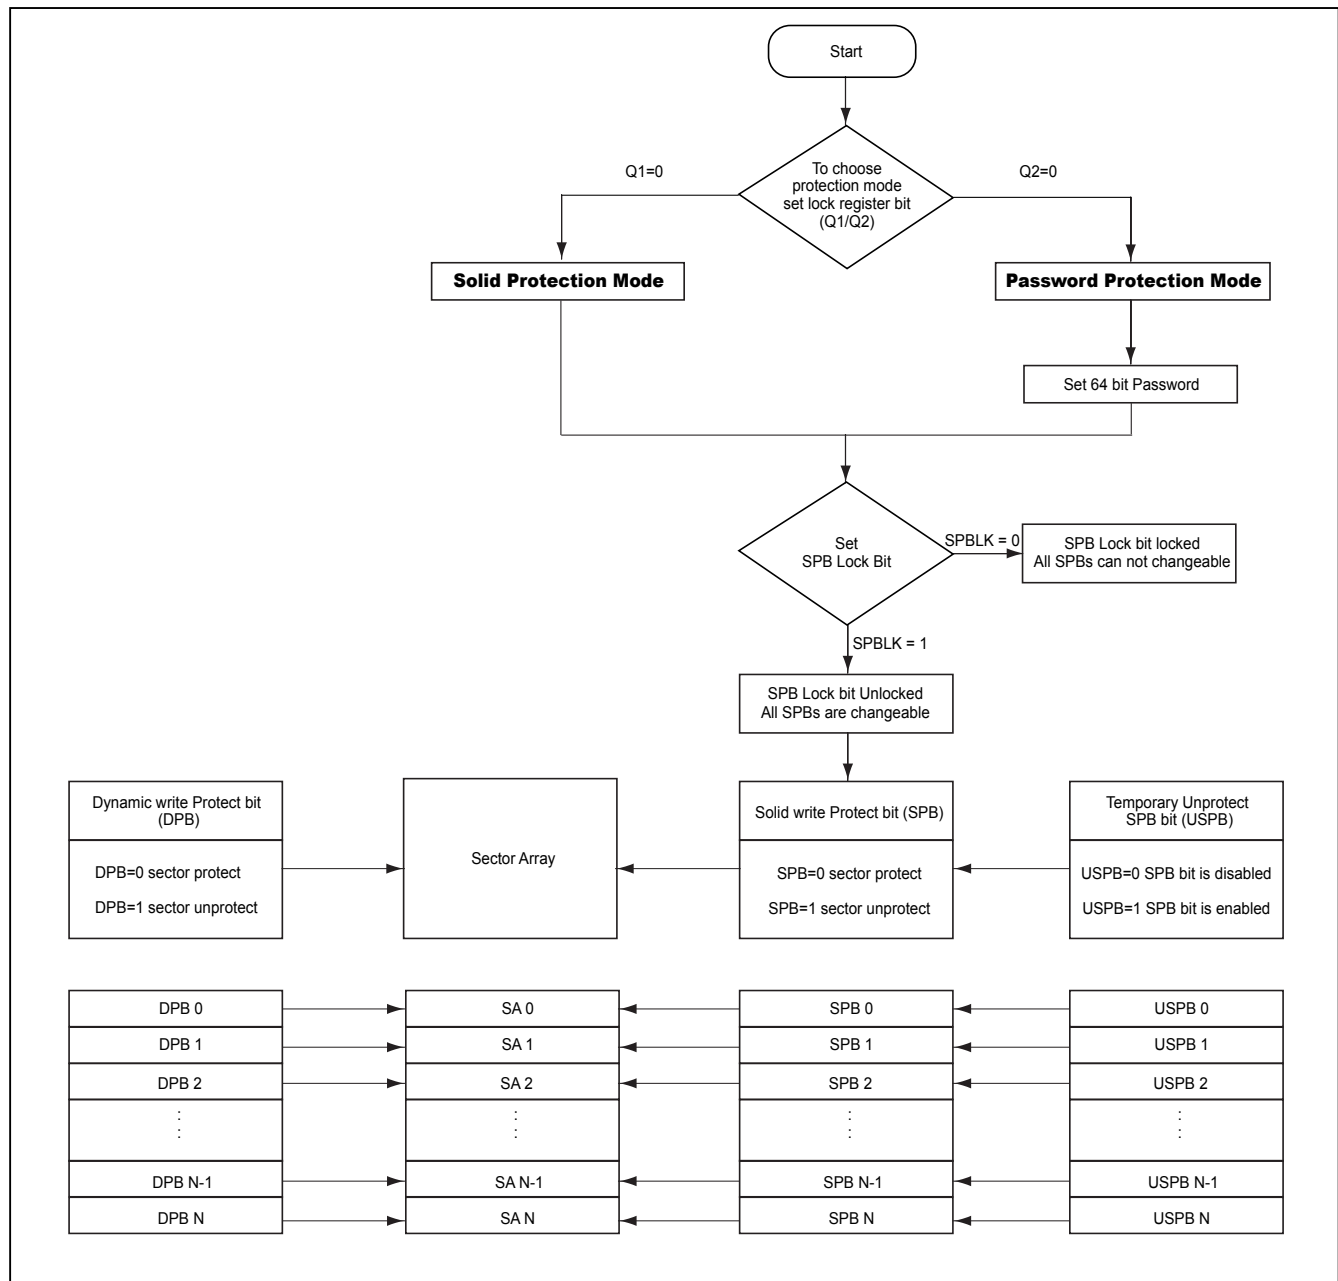 Start
To choose
protection mode
set lock register bit
(Q1/Q2)
Q1=0
Q2=0
Solid Protection Mode
Password Protection Mode
Set 64 bit Password
Set
SPB Lock Bit
SPBLK = 0
SPB Lock bit locked
All SPBs can not changeable
SPBLK = 1
SPB Lock bit Unlocked
All SPBs are changeable
Dynamic write Protect bit
(DPB)
DPB=0 sector protect
DPB=1 sector unprotect
Sector Array
Solid write Protect bit (SPB)
SPB=0 sector protect
SPB=1 sector unprotect
Temporary Unprotect
SPB bit (USPB)
USPB=0 SPB bit is disabled
USPB=1 SPB bit is enabled
DPB 0
SA 0
SPB 0
USPB 0
DPB 1
SA 1
SPB 1
USPB 1
DPB 2
SA 2
SPB 2
USPB 2
DPB N-1
SA N-1
SPB N-1
USPB N-1
DPB N
SA N
SPB N
USPB N